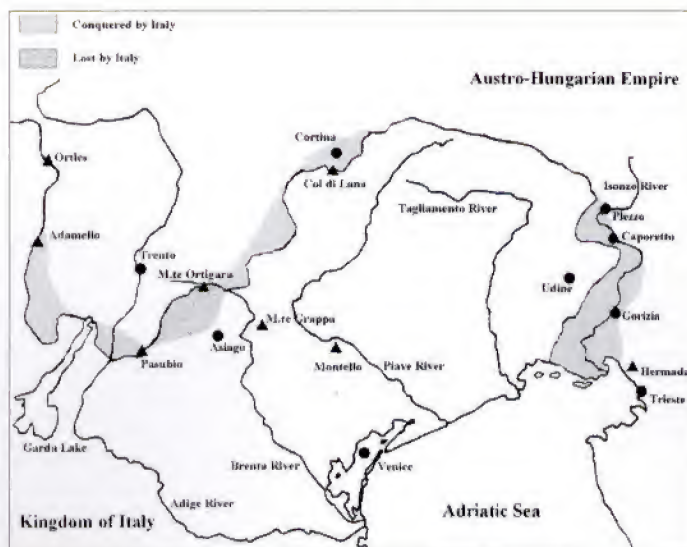 Conquered by Italy
Lost by Italy
Austro-Hungarian Empire
Cortina
Ortles
Col di Lana
Isonzo River
Plezzo
Tagliamento River
Caporetto
Adamello
Trento
M.te Ortigara
Udine
Gorizia
M.te Grappa
Asiago
Pasubio
Montello
Piave River
Hermada
Trieste
Garda Lake
Brenta River
Venice
Adige River
Kingdom of Italy
Adriatic Sea